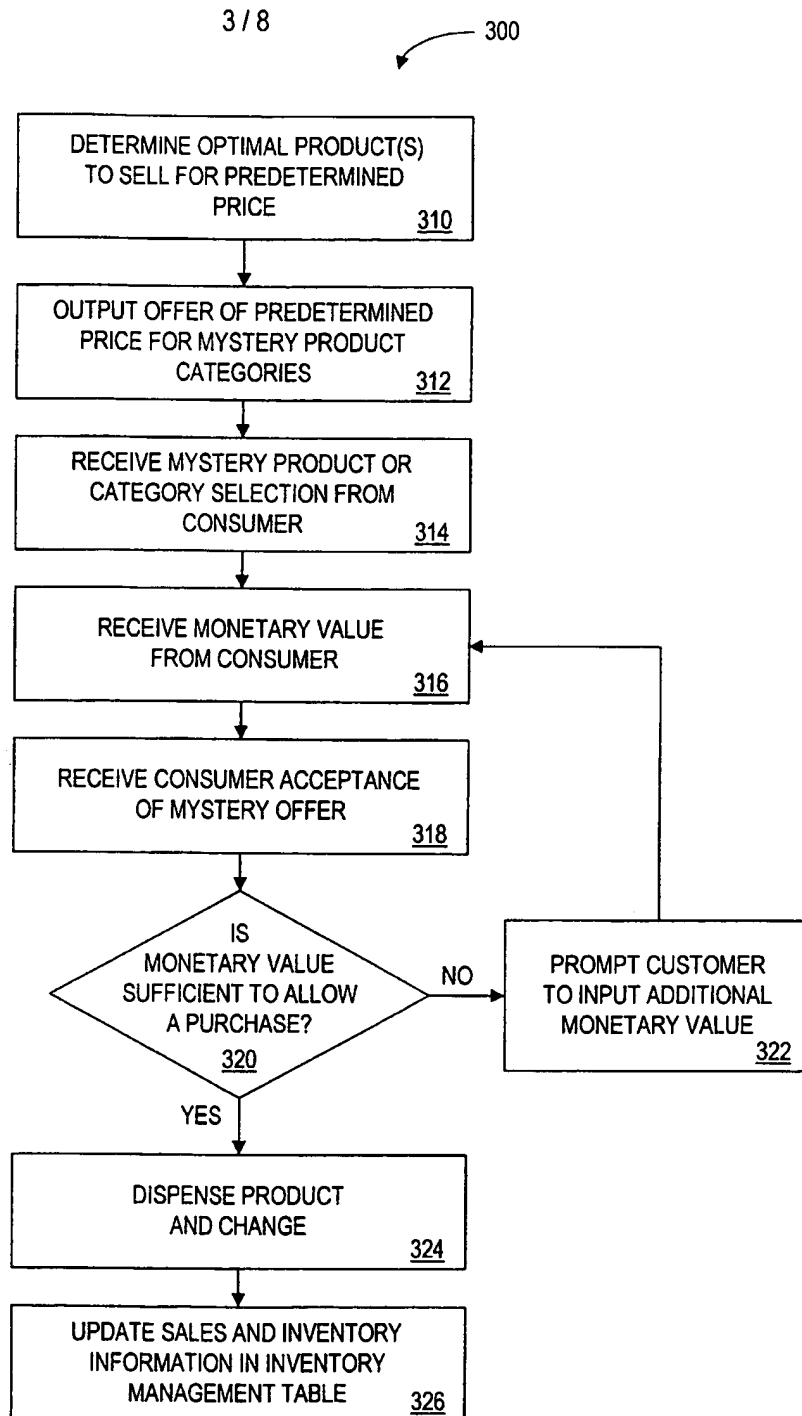 3 / 8
300
DETERMINE OPTIMAL PRODUCT(S)
TO SELL FOR PREDETERMINED
PRICE
310
OUTPUT OFFER OF PREDETERMINED
PRICE FOR MYSTERY PRODUCT
CATEGORIES
312
RECEIVE MYSTERY PRODUCT OR
CATEGORY SELECTION FROM
CONSUMER
314
RECEIVE MONETARY VALUE
FROM CONSUMER
316
RECEIVE CONSUMER ACCEPTANCE
OF MYSTERY OFFER
318
IS
MONETARY VALUE
SUFFICIENT TO ALLOW
A PURCHASE?
320
NO
PROMPT CUSTOMER
TO INPUT ADDITIONAL
MONETARY VALUE
322
YES
DISPENSE PRODUCT
AND CHANGE
324
UPDATE SALES AND INVENTORY
INFORMATION IN INVENTORY
MANAGEMENT TABLE
326